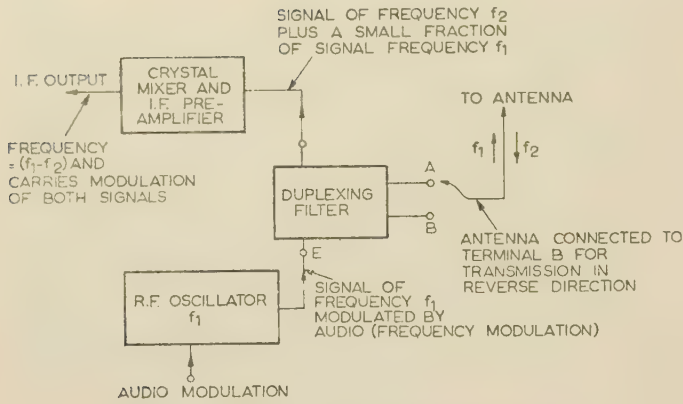 SIGNAL OF FREQUENCY f₂
PLUS A SMALL FRACTION
OF SIGNAL FREQUENCY f₁
I.F. OUTPUT
CRYSTAL
MIXER AND
I.F. PRE-
AMPLIFIER
TO ANTENNA
FREQUENCY
=(f₁-f₂) AND
CARRIES MODULATION
OF BOTH SIGNALS
f₁
f₂
DUPLEXING
FILTER
A
B
E
ANTENNA CONNECTED TO
TERMINAL B FOR
TRANSMISSION IN
REVERSE DIRECTION
R.F. OSCILLATOR
f₁
SIGNAL OF
FREQUENCY f₁
MODULATED BY
AUDIO (FREQUENCY MODULATION)
AUDIO MODULATION